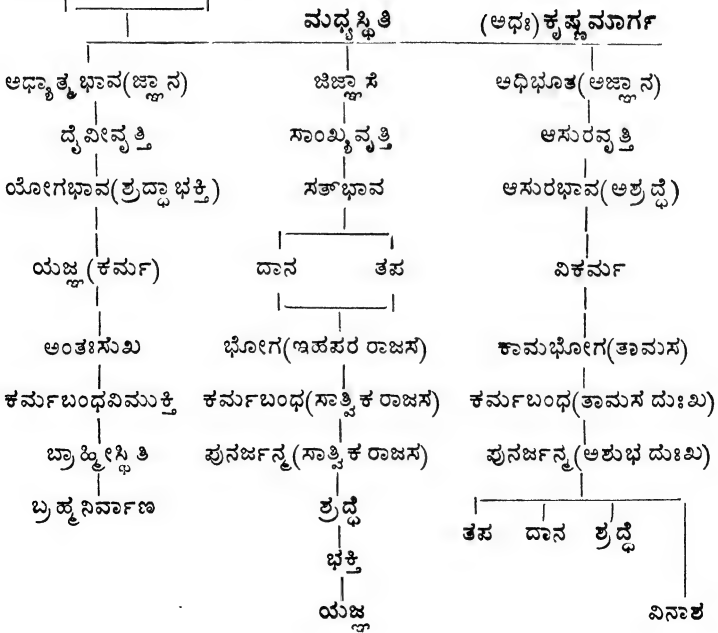 ಮಧ್ಯಸ್ಥಿತಿ (ಅಧಃ) ಕೃಷ್ಣಮಾರ್ಗ
ಅಧ್ಯಾತ್ಮಭಾವ(ಜ್ಞಾನ) ಜಿಜ್ಞಾಸೆ ಅಧಿಭೂತ(ಅಜ್ಞಾನ)
ದೈವೀವೃತ್ತಿ ಸಾಂಖ್ಯವೃತ್ತಿ ಆಸುರವೃತ್ತಿ
ಯೋಗಭಾವ(ಶ್ರದ್ಧಾಭಕ್ತಿ) ಸತ್‌ಭಾವ ಆಸುರಭಾವ(ಅಶ್ರದ್ಧೆ)
ಯಜ್ಞ(ಕರ್ಮ) ದಾನ ತಪ ವಿಕರ್ಮ
ಅಂತಃಸುಖ ಭೋಗ(ಇಹಪರ ರಾಜಸ) ಕಾಮಭೋಗ(ತಾಮಸ)
ಕರ್ಮಬಂಧವಿಮುಕ್ತಿ ಕರ್ಮಬಂಧ(ಸಾತ್ವಿಕ ರಾಜಸ) ಕರ್ಮಬಂಧ(ತಾಮಸ ದುಃಖ)
ಬ್ರಾಹ್ಮೀಸ್ಥಿತಿ ಪುನರ್ಜನ್ಮ(ಸಾತ್ವಿಕ ರಾಜಸ) ಪುನರ್ಜನ್ಮ(ಅಶುಭ ದುಃಖ)
ಬ್ರಹ್ಮನಿರ್ವಾಣ ಶ್ರದ್ಧೆ ತಪ ದಾನ ಶ್ರದ್ಧೆ
ಭಕ್ತಿ
ಯಜ್ಞ ವಿನಾಶ